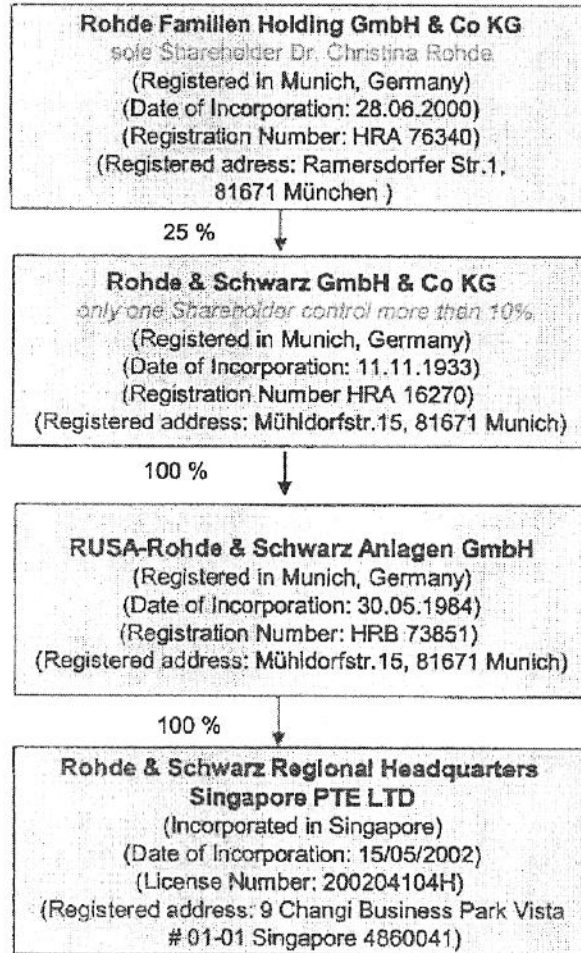 Rohde Familien Holding GmbH & Co KG
sole Shareholder Dr. Christina Rohde
(Registered in Munich, Germany)
(Date of Incorporation: 28.06.2000)
(Registration Number: HRA 76340)
(Registered adress: Ramersdorfer Str.1,
81671 München )
25 %
Rohde & Schwarz GmbH & Co KG
only one Shareholder control more than 10%
(Registered in Munich, Germany)
(Date of Incorporation: 11.11.1933)
(Registration Number HRA 16270)
(Registered address: Mühldorfstr.15, 81671 Munich)
100 %
RUSA-Rohde & Schwarz Anlagen GmbH
(Registered in Munich, Germany)
(Date of Incorporation: 30.05.1984)
(Registration Number: HRB 73851)
(Registered address: Mühldorfstr.15, 81671 Munich)
100 %
Rohde & Schwarz Regional Headquarters
Singapore PTE LTD
(Incorporated in Singapore)
(Date of Incorporation: 15/05/2002)
(License Number: 200204104H)
(Registered address: 9 Changi Business Park Vista
# 01-01 Singapore 4860041)